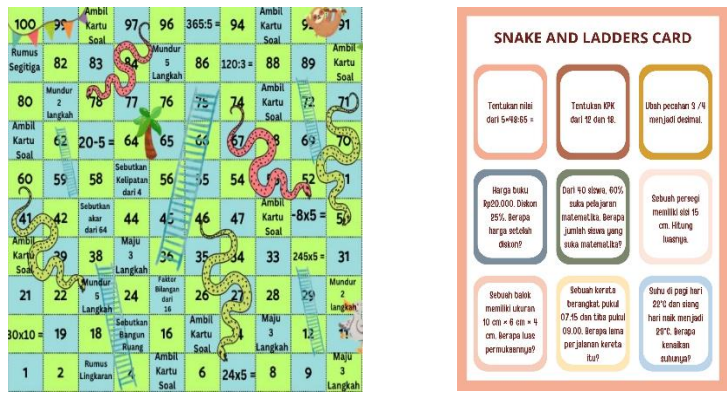 100
99
Ambil
Kartu
Soal
97
96
365:5 =
94
Ambil
Kartu
Soal
91
Rumus
Segitiga
82
83
84
Mundur
5
Langkah
86
120:3 =
88
89
Ambil
Kartu
Soal
80
Mundur
2
langkah
78
77
76
75
74
Ambil
Kartu
Soal
72
71
Ambil
Kartu
Soal
62
20-5 =
64
65
66
67
69
70
60
59
58
Sebutkan
Kelipatan
dari 4
56
55
54
Ambil
Kartu
Soal
52
41
42
Sebutkan
akar
dari 64
44
45
46
47
-8x5 =
50
Ambil
Kartu
Soal
39
38
Maju
3
Langkah
36
35
34
33
245x5 =
31
21
22
Mundur
5
Langkah
24
Faktor
Bilangan
dari
16
26
27
28
29
Mundur
2
langkah
30x10 =
19
18
Sebutkan
Bangun
Ruang
16
Ambil
Kartu
Soal
Maju
3
Langkah
12
1
2
Rumus
Lingkaran
Ambil
Kartu
Soal
6
24x5 =
8
9
Maju
3
Langkah
SNAKE AND LADDERS CARD
Tentukan nilai
dari 5+48:65 =
Tentukan KPK
dari 12 dan 18.
Ubah pecahan 3 /4
menjadi desimal.
Harga buku
Rp20.000. Diskon
25%. Berapa
harga setelah
diskon?
Dari 40 siswa, 60%
suka pelajaran
matematika. Berapa
jumlah siswa yang
suka matematika?
Sebuah persegi
memiliki sisi 15
cm. Hitung
luasnya.
Sebuah balok
memiliki ukuran
10 cm × 6 cm × 4
cm. Berapa luas
permukaannya?
Sebuah kereta
berangkat pukul
07.15 dan tiba pukul
09.00. Berapa lama
perjalanan kereta
itu?
Suhu di pagi hari
22°C dan siang
hari naik menjadi
29°C. Berapa
kenaikan
suhunya?